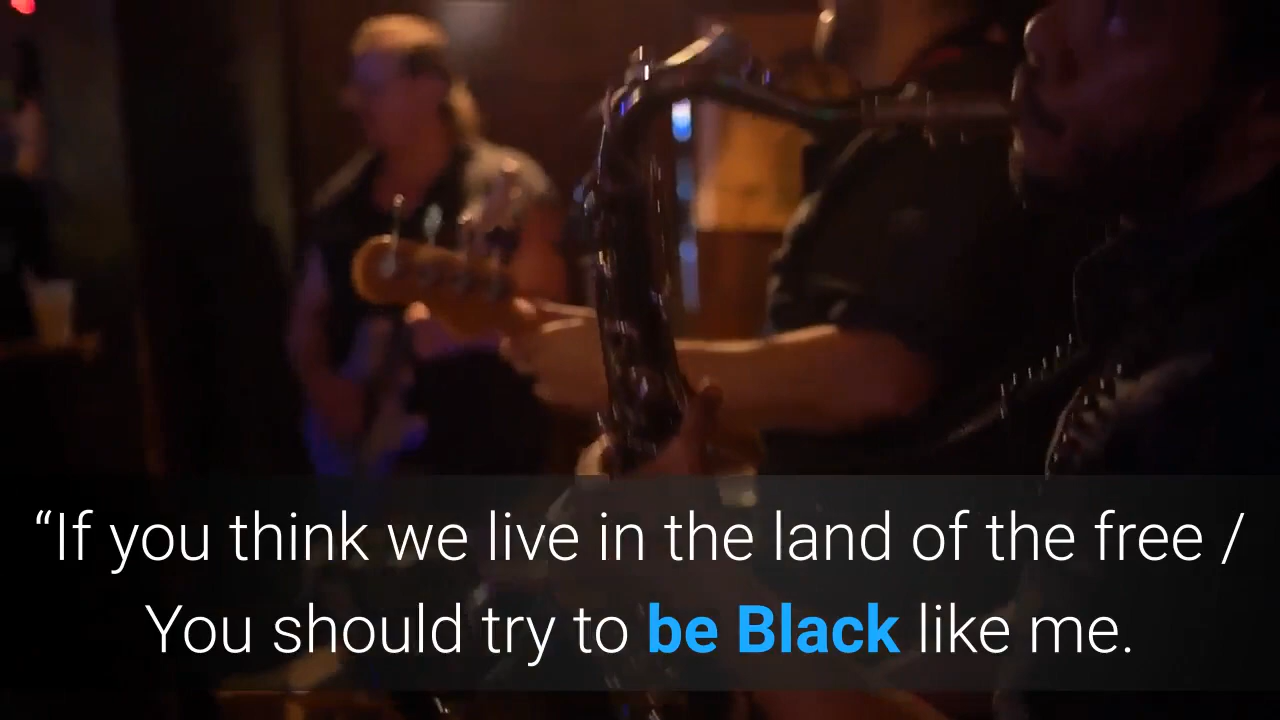 “If you think we live in the land of the free /
You should try to be Black like me.